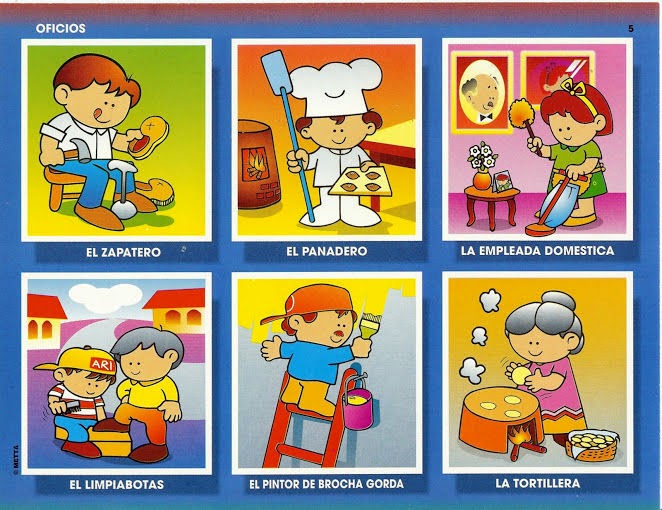 OFICIOS
5
EL ZAPATERO
EL PANADERO
LA EMPLEADA DOMESTICA
ARI
EL LIMPIABOTAS
EL PINTOR DE BROCHA GORDA
LA TORTILLERA
© METTA